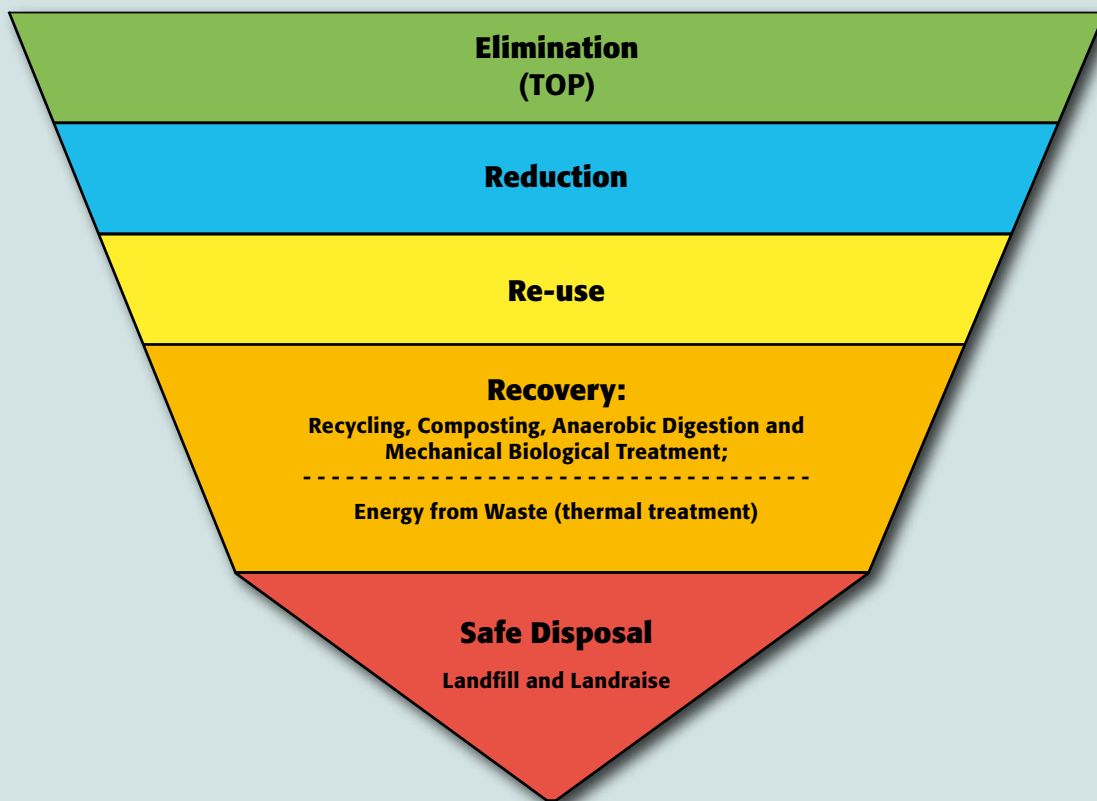 Elimination
(TOP)
Reduction
Re-use
Recovery:
Recycling, Composting, Anaerobic Digestion and
Mechanical Biological Treatment;
Energy from Waste (thermal treatment)
Safe Disposal
Landfill and Landraise